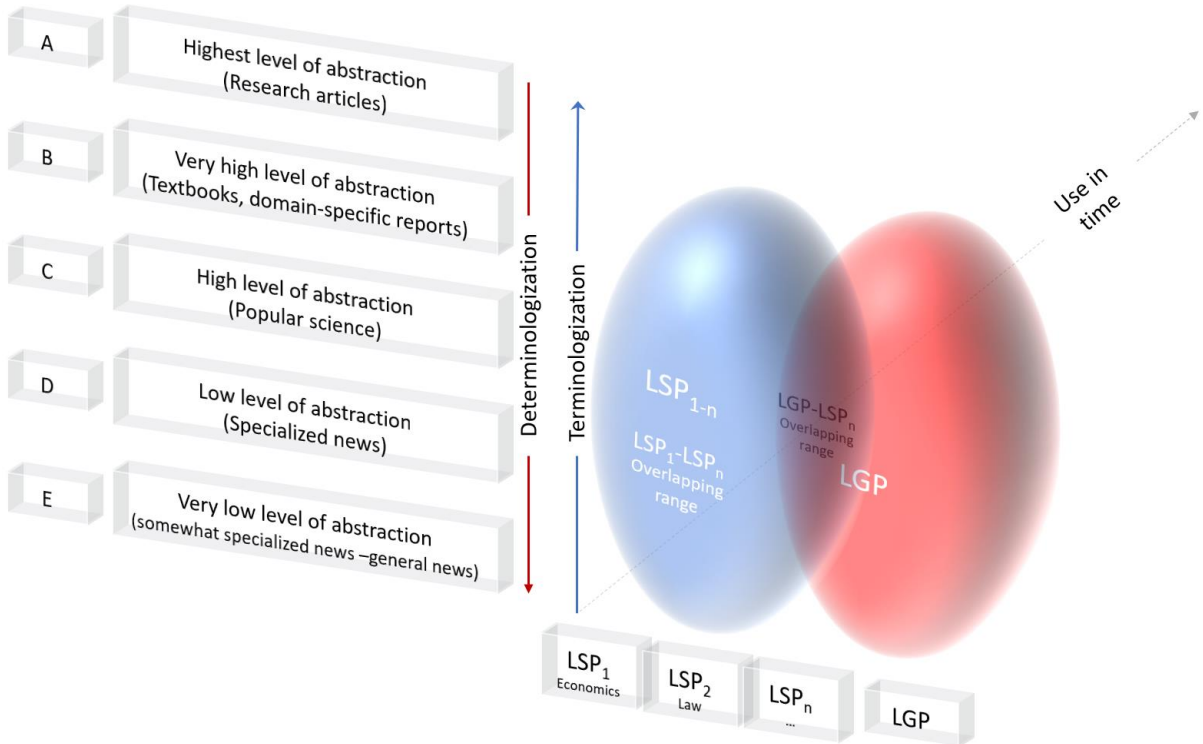 A
Highest level of abstraction
(Research articles)
B
Very high level of abstraction
(Textbooks, domain-specific reports)
C
High level of abstraction
(Popular science)
D
Low level of abstraction
(Specialized news)
E
Very low level of abstraction
(somewhat specialized news –general news)
Determinologization
Terminologization
Use in
time
LSP1-n
LSP1-LSPn
Overlapping
range
LGP-LSPn
Overlapping
range
LGP
LSP1
Economics
LSP2
Law
LSPn
...
LGP